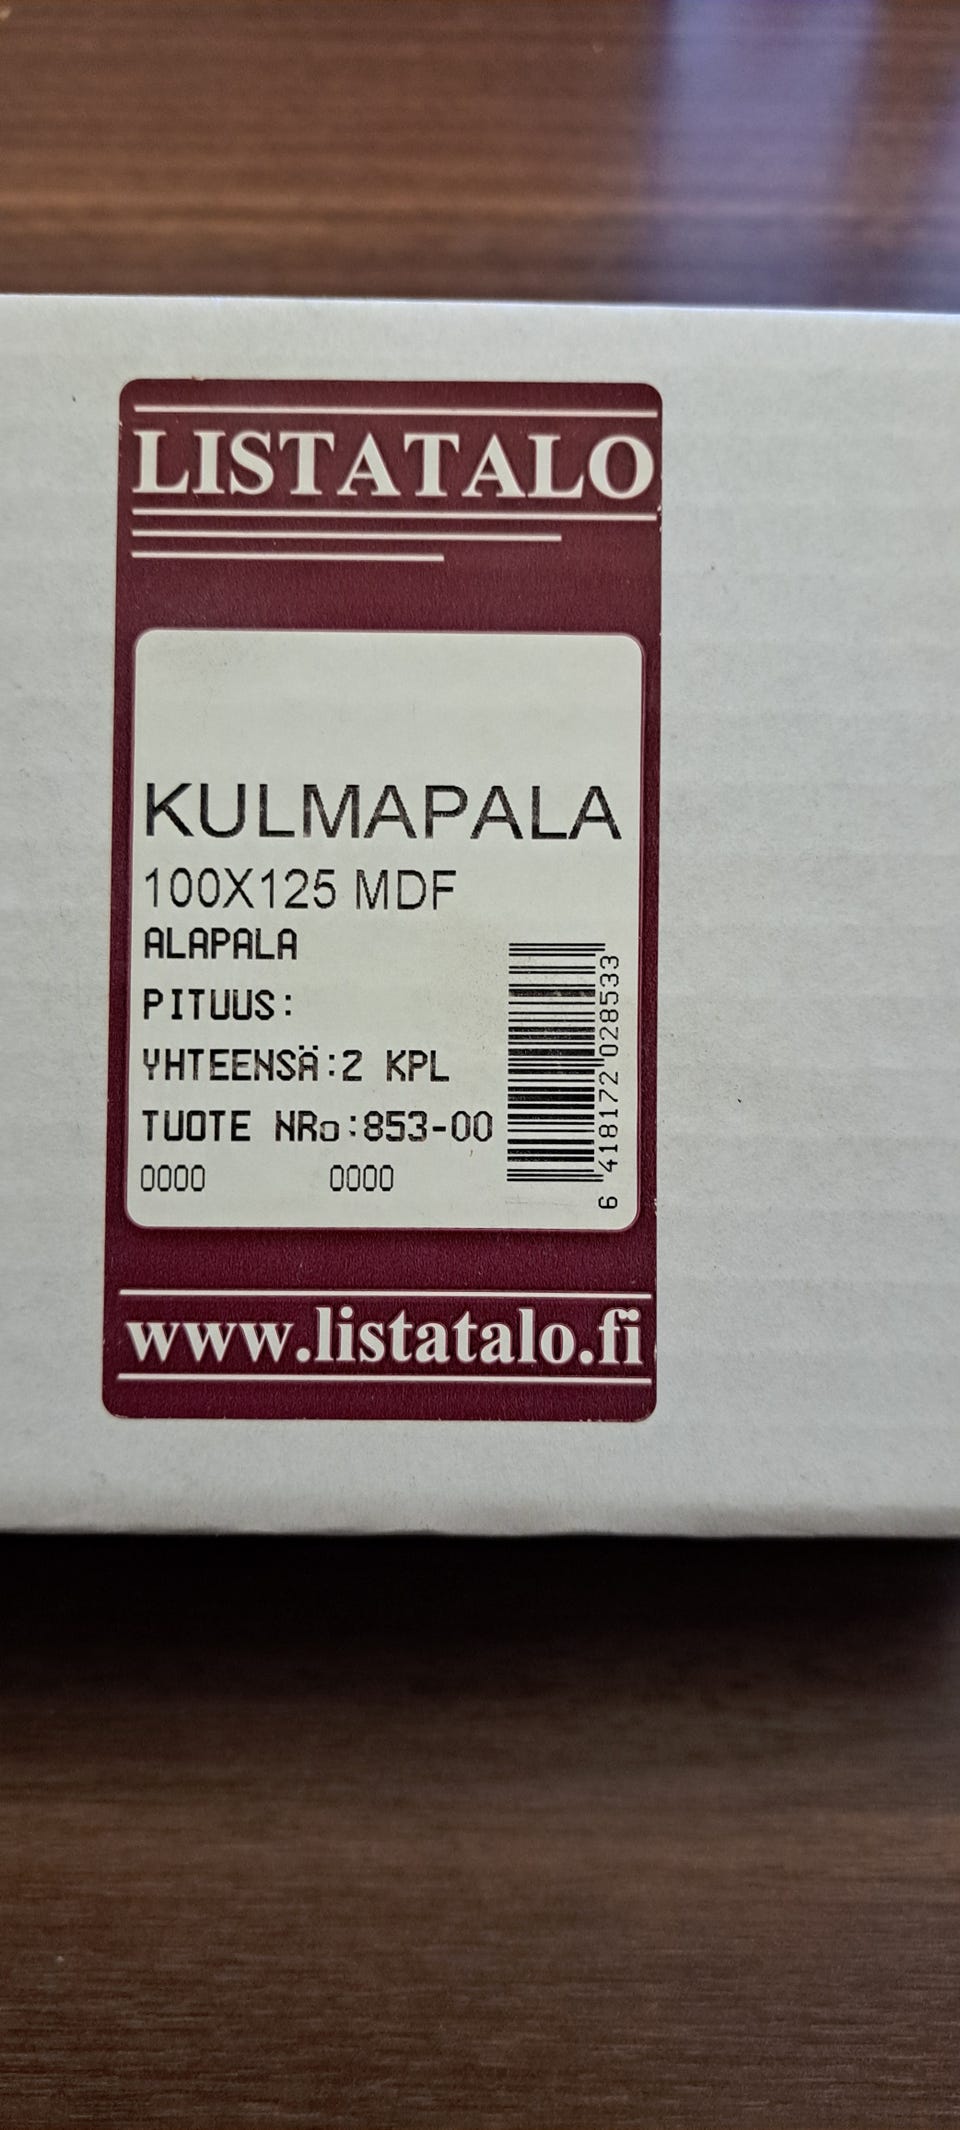 LISTATALO
KULMAPALA
100X125 MDF
ALAPALA
PITUUS:
YHTEENSÄ:2 KPL
TUOTE NRo:853-00
0000 0000
6 418172 028533
www.listatalo.fi